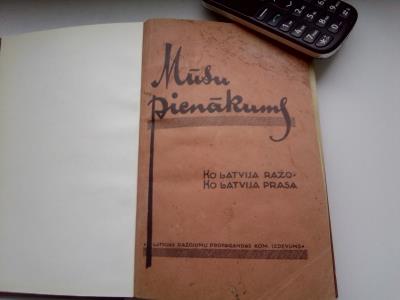 Mūsu
pienākums
KO LATVIJA RAŽO-
KO LATVIJA PRASA
LATVIJAS RAŽOJUMU PROPAGANDAS KOM. IZDEVUMS